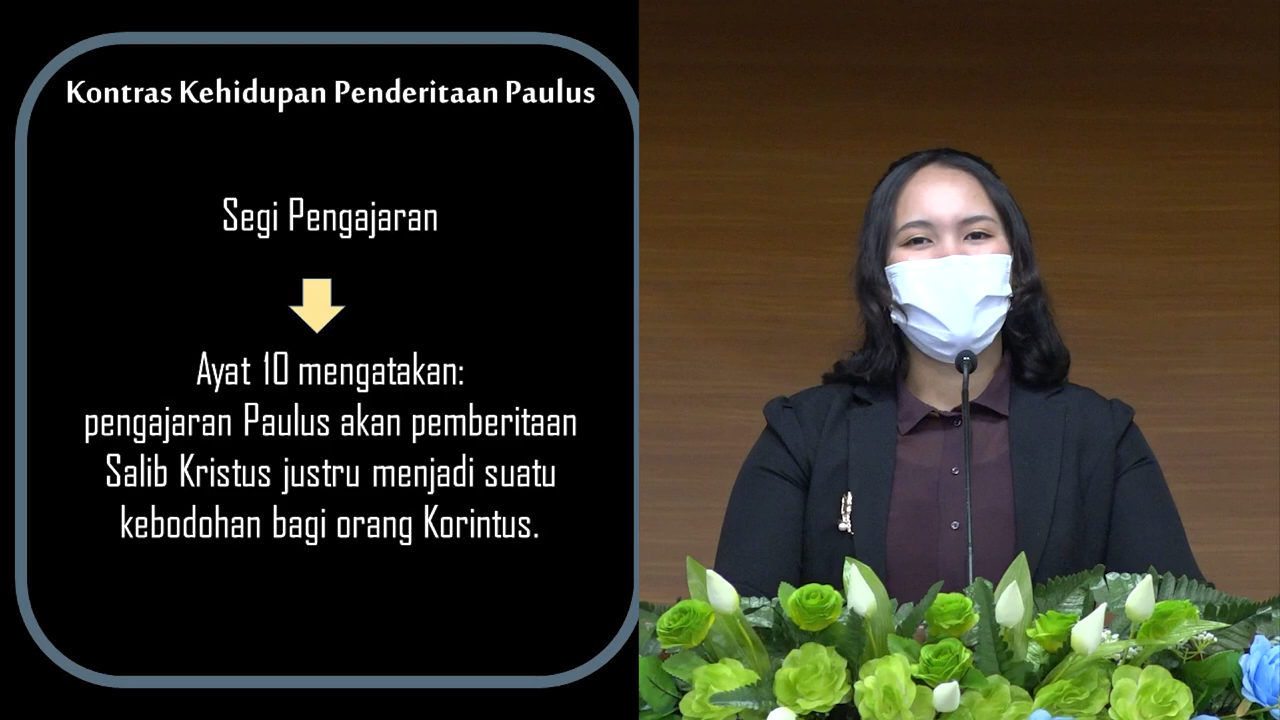 Kontras Kehidupan Penderitaan Paulus
Segi Pengajaran
Ayat 10 mengatakan:
pengajaran Paulus akan pemberitaan
Salib Kristus justru menjadi suatu
kebodohan bagi orang Korintus.